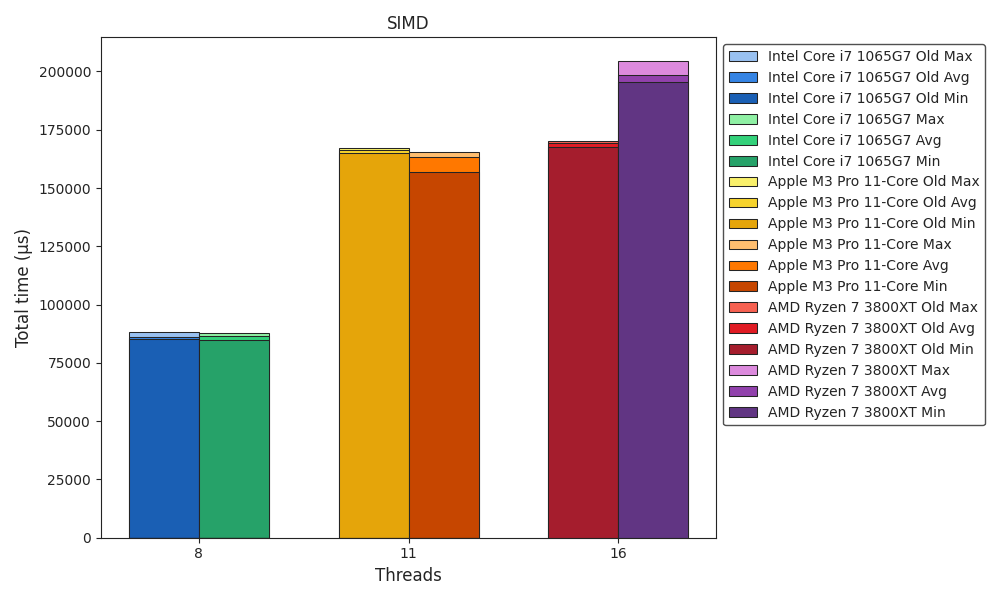 SIMD
Total time (µs)
200000
175000
150000
125000
100000
75000
50000
25000
0
8
11
16
Threads
Intel Core i7 1065G7 Old Max
Intel Core i7 1065G7 Old Avg
Intel Core i7 1065G7 Old Min
Intel Core i7 1065G7 Max
Intel Core i7 1065G7 Avg
Intel Core i7 1065G7 Min
Apple M3 Pro 11-Core Old Max
Apple M3 Pro 11-Core Old Avg
Apple M3 Pro 11-Core Old Min
Apple M3 Pro 11-Core Max
Apple M3 Pro 11-Core Avg
Apple M3 Pro 11-Core Min
AMD Ryzen 7 3800XT Old Max
AMD Ryzen 7 3800XT Old Avg
AMD Ryzen 7 3800XT Old Min
AMD Ryzen 7 3800XT Max
AMD Ryzen 7 3800XT Avg
AMD Ryzen 7 3800XT Min